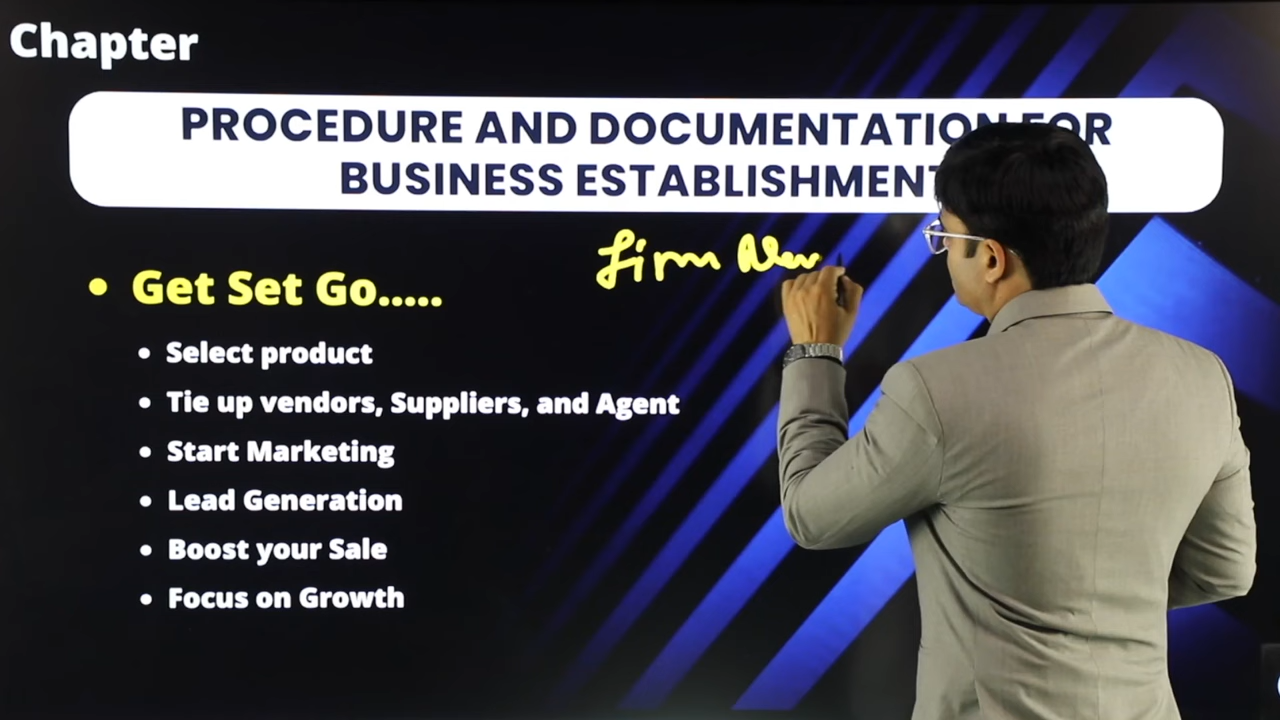 Chapter
PROCEDURE AND DOCUMENTATION FOR
BUSINESS ESTABLISHMENT
firm
• Get Set Go.....
• Select product
• Tie up vendors, Suppliers, and Agent
• Start Marketing
• Lead Generation
• Boost your Sale
• Focus on Growth